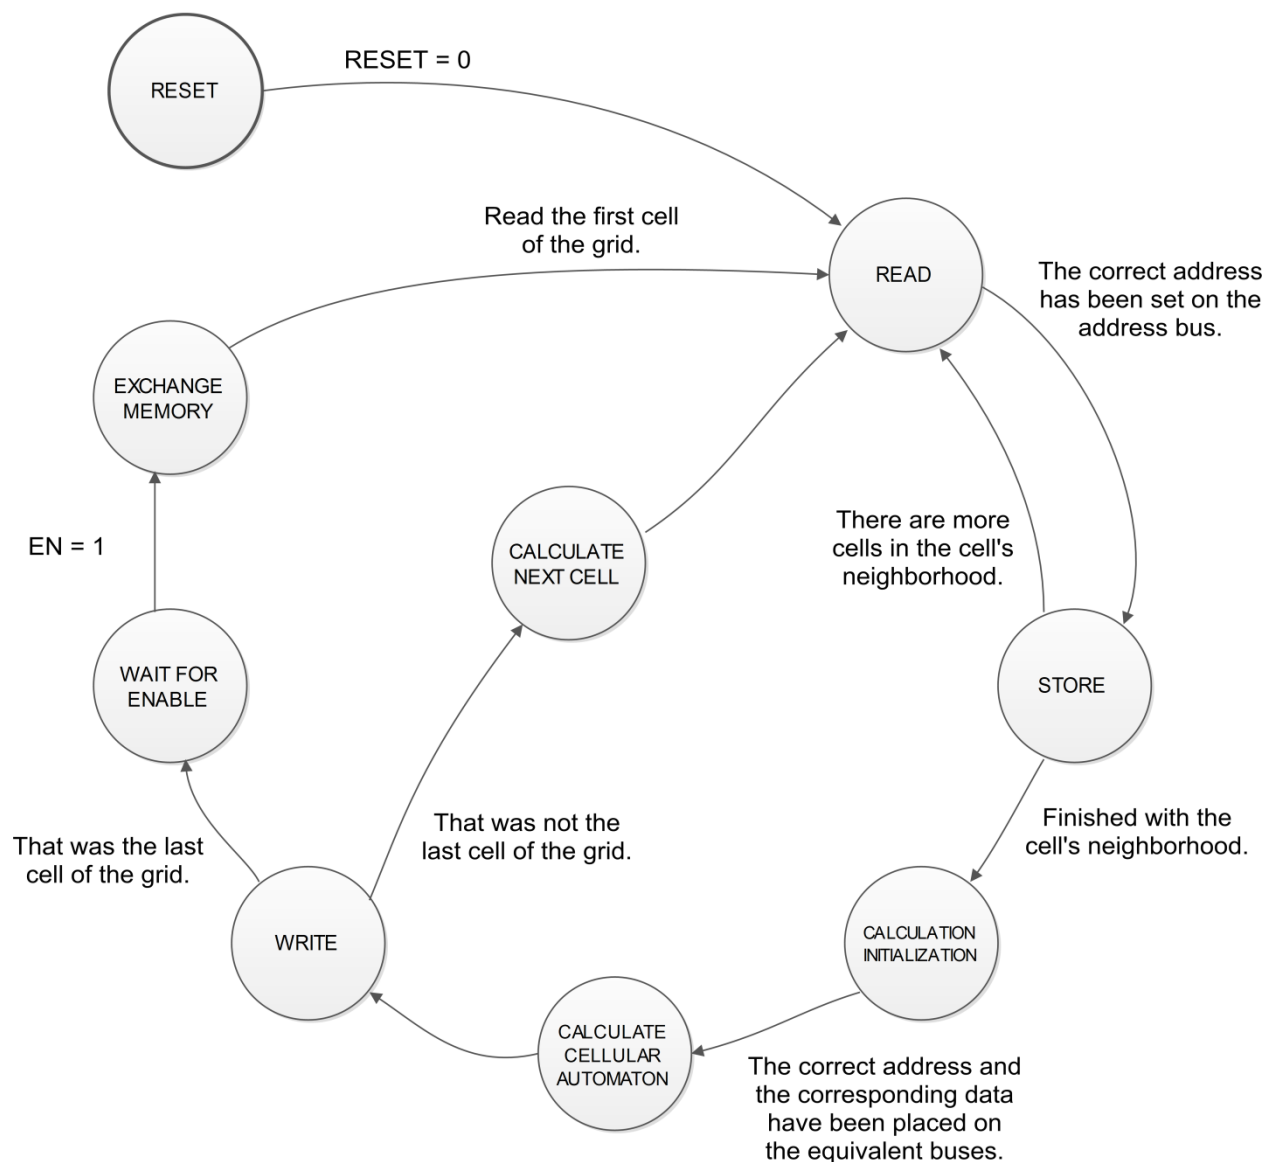 RESET = 0
RESET
Read the first cell
of the grid.
READ
The correct address
has been set on the
address bus.
EXCHANGE
MEMORY
EN = 1
CALCULATE
NEXT CELL
There are more
cells in the cell's
neighborhood.
WAIT FOR
ENABLE
STORE
That was the last
cell of the grid.
That was not the
last cell of the grid.
Finished with the
cell's neighborhood.
WRITE
CALCULATION
INITIALIZATION
CALCULATE
CELLULAR
AUTOMATON
The correct address and
the corresponding data
have been placed on
the equivalent buses.